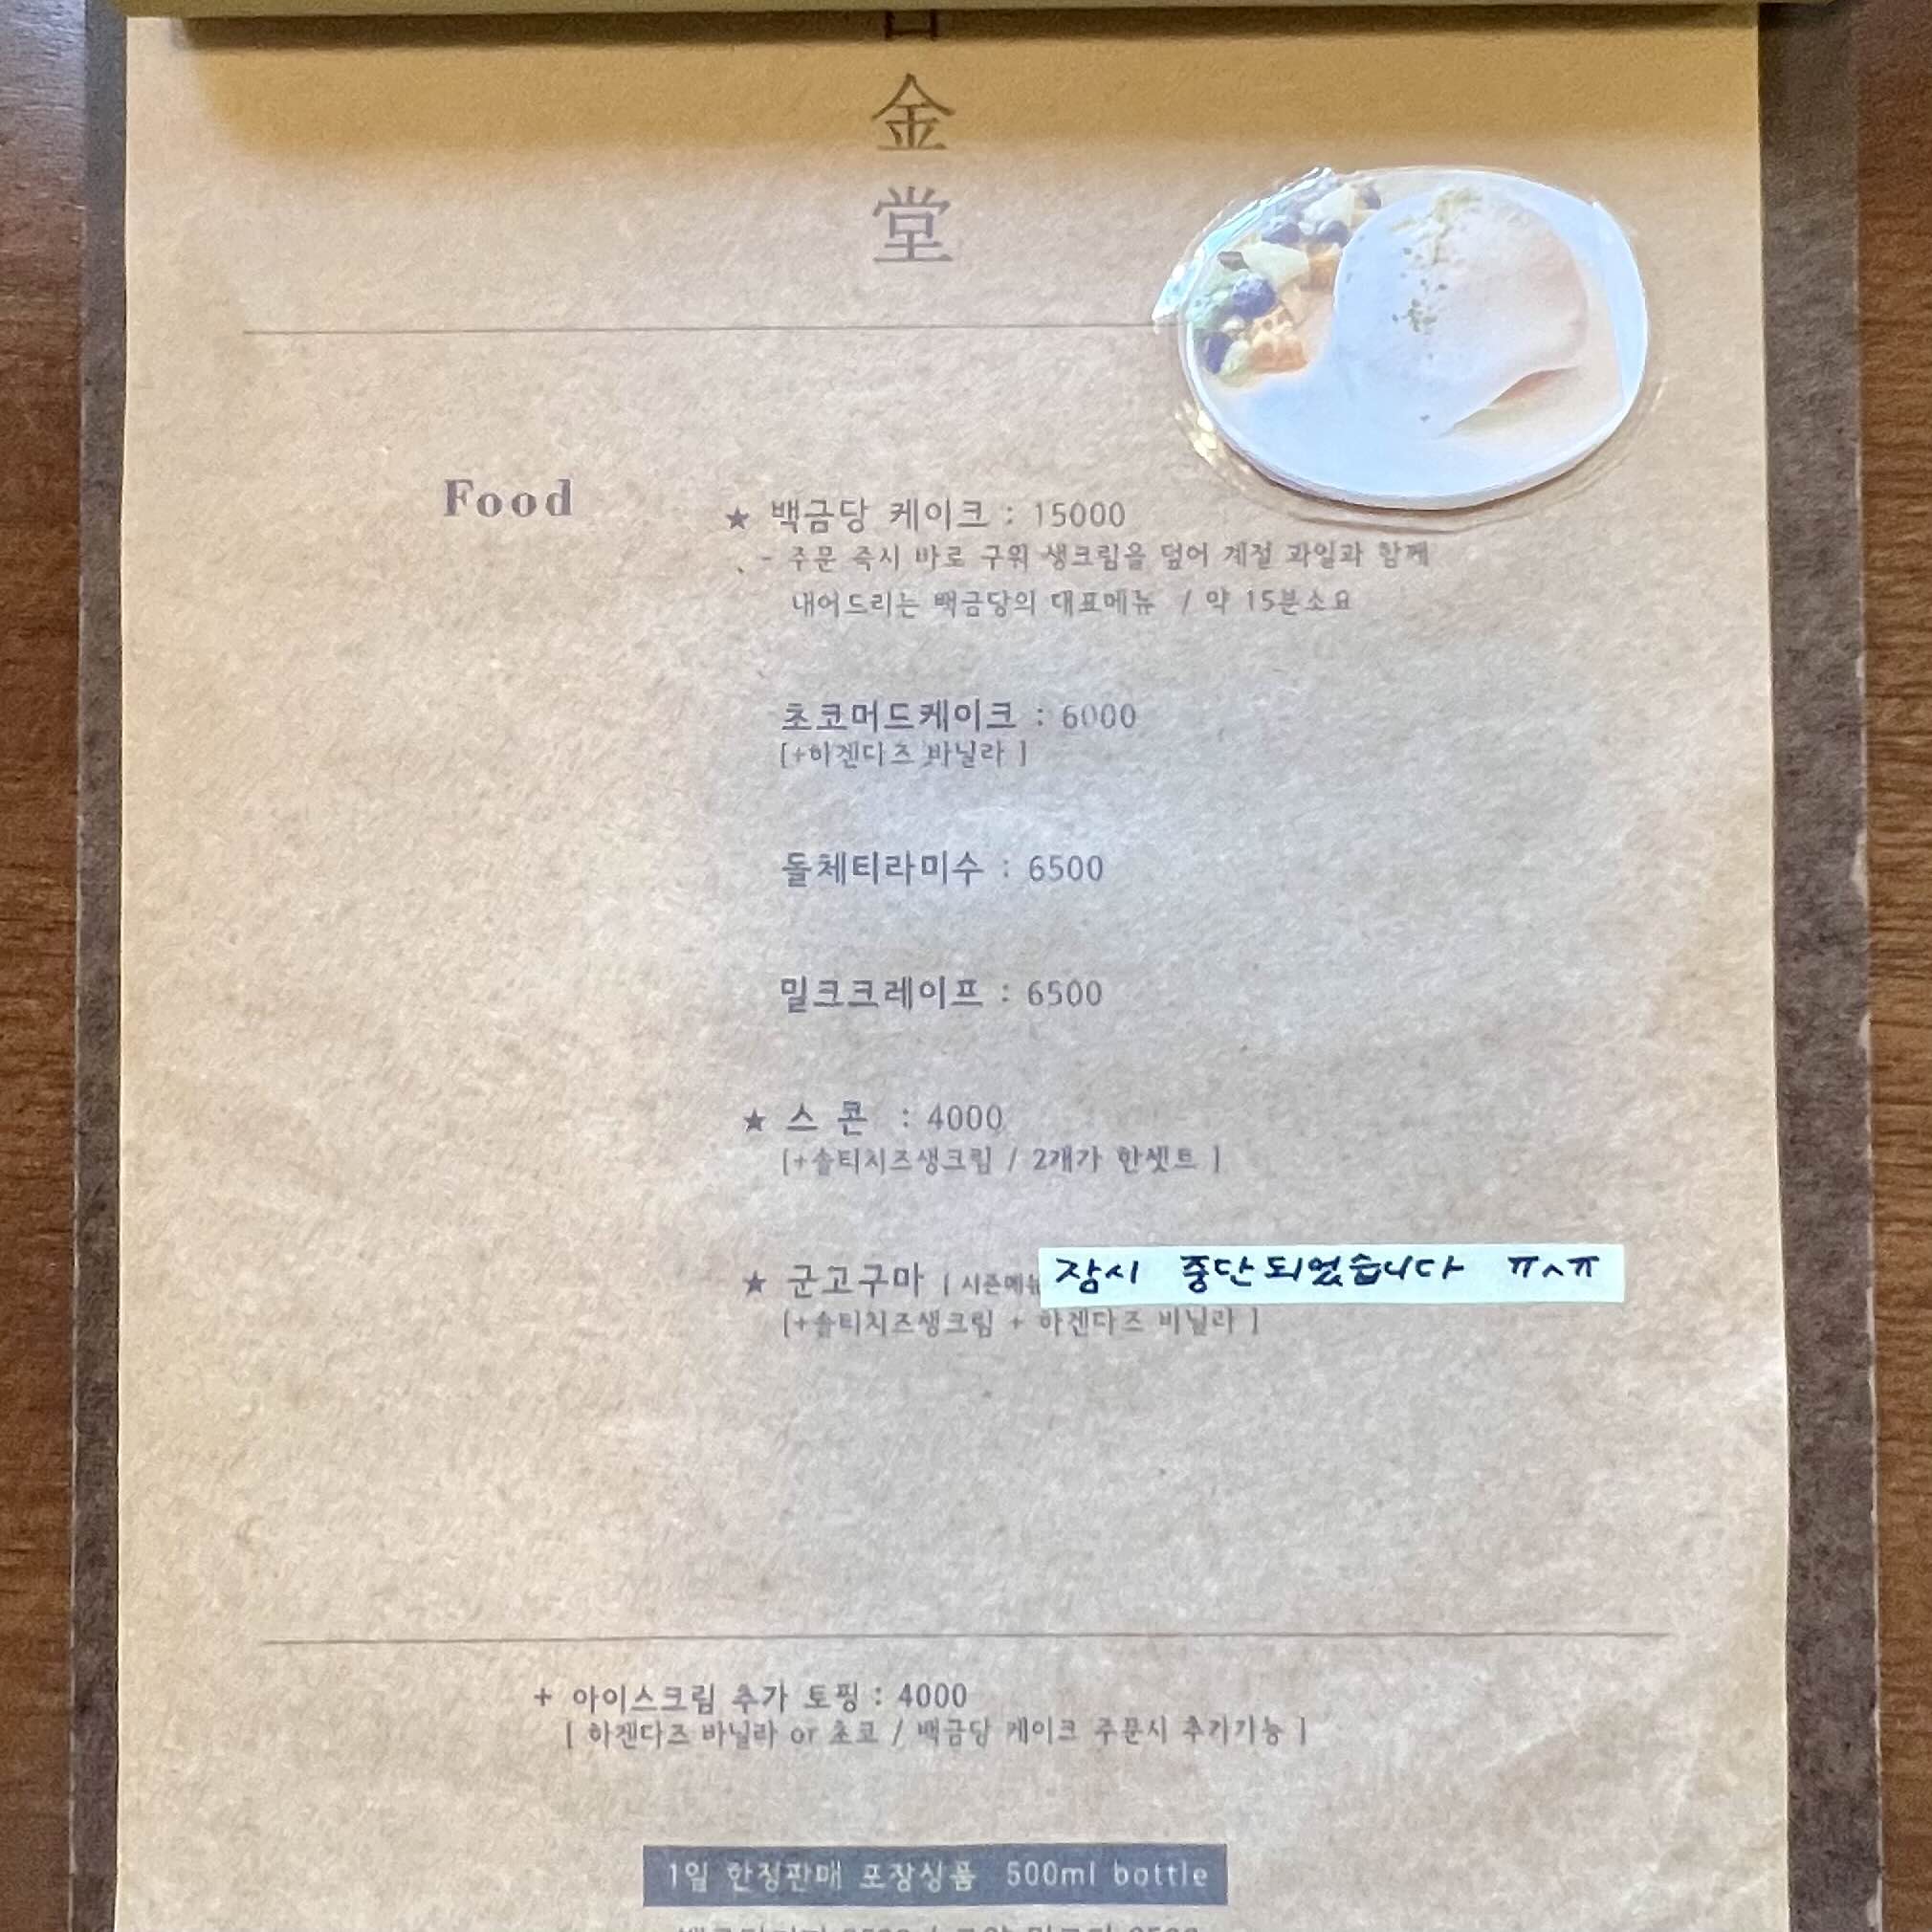 金
堂
Food
★ 백금당 케이크 : 15000
- 주문 즉시 바로 구워 생크림을 덮어 계절 과일과 함께
내어드리는 백금당의 대표메뉴 / 약 15분소요
초코머드케이크 : 6000
[+하겐다즈 바닐라 ]
돌체티라미수 : 6500
밀크크레이프 : 6500
★ 스 콘 : 4000
[+솔티치즈생크림 / 2개가 한셋트 ]
★ 군고구마 [ 시즌메뉴 잠시 중단되었습니다 ㅠㅅㅠ
[+솔티치즈생크림 + 하겐다즈 바닐라 ]
+ 아이스크림 추가 토핑 : 4000
[ 하겐다즈 바닐라 or 초코 / 백금당 케이크 주문시 추가가능 ]
1일 한정판매 포장상품 500ml bottle